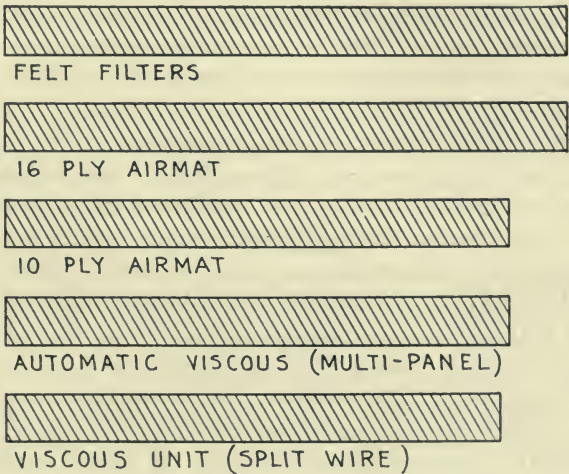 FELT FILTERS
16 PLY AIRMAT
10 PLY AIRMAT
AUTOMATIC VISCOUS (MULTI-PANEL)
VISCOUS UNIT (SPLIT WIRE)